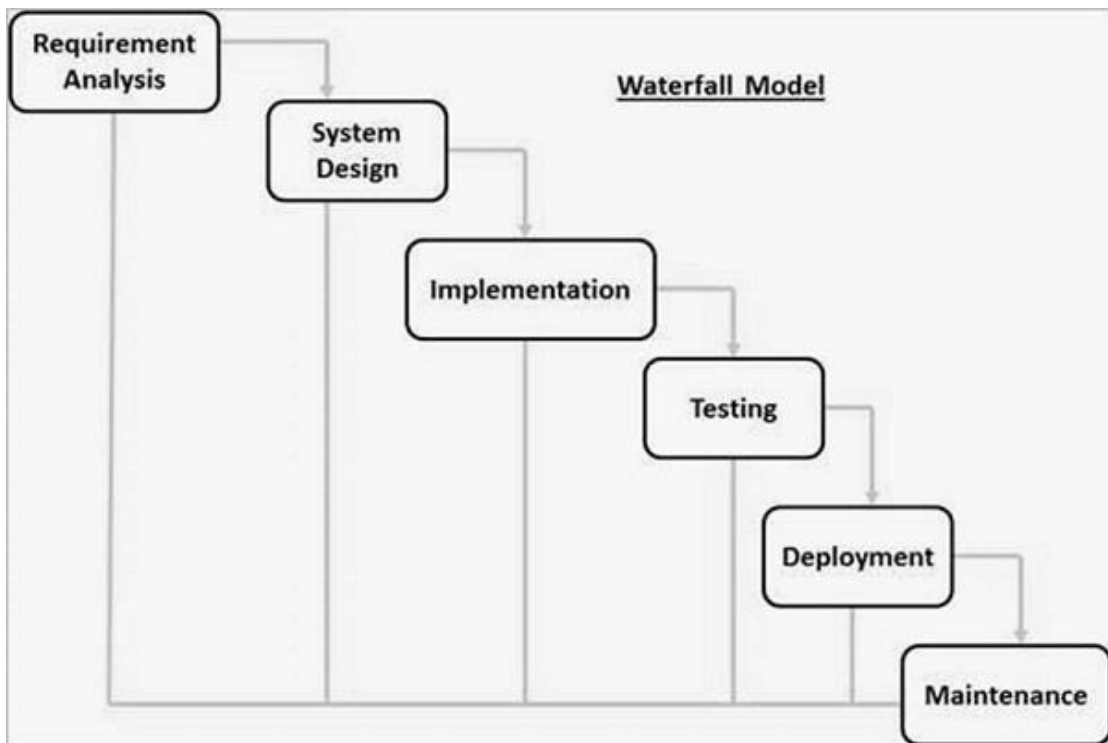 Requirement
Analysis
Waterfall Model
System
Design
Implementation
Testing
Deployment
Maintenance